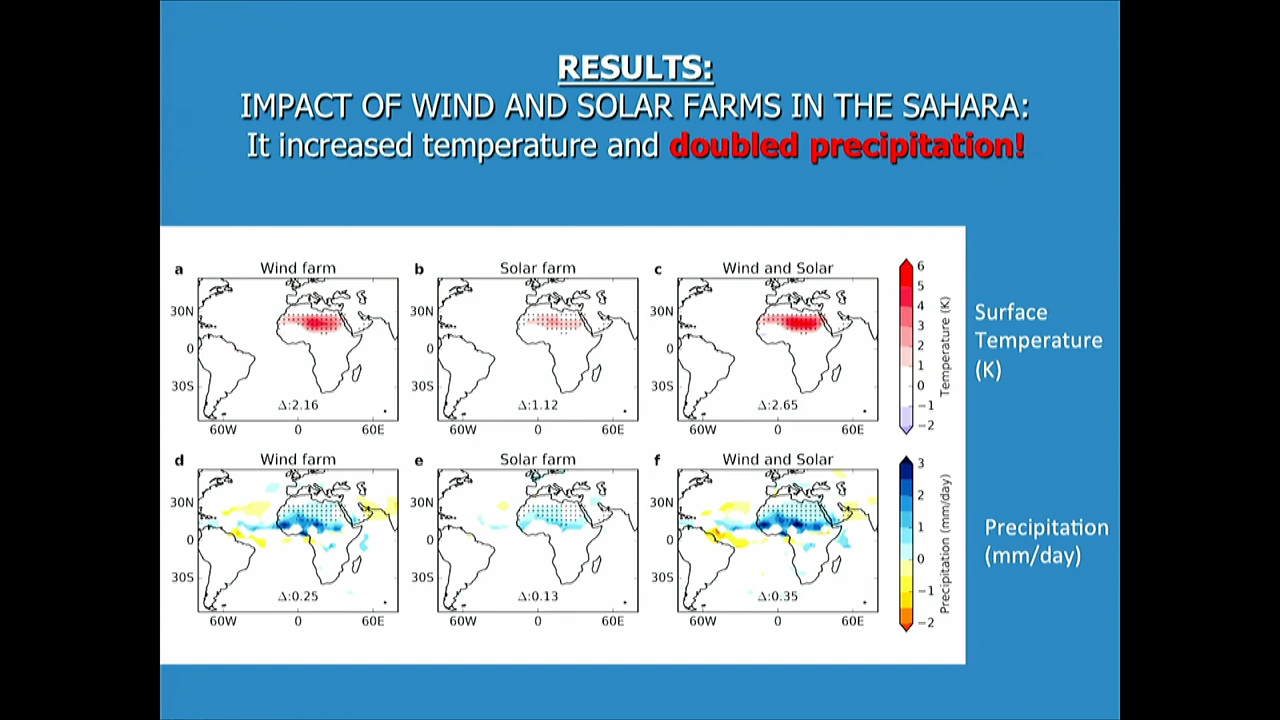 RESULTS:
IMPACT OF WIND AND SOLAR FARMS IN THE SAHARA:
It increased temperature and doubled precipitation!
a Wind farm
b Solar farm
c Wind and Solar
30N
0
30S
60W 0 60E
Δ:2.16
30N
0
30S
60W 0 60E
Δ:1.12
30N
0
30S
60W 0 60E
Δ:2.65
6
5
4
3
2
1
0
−1
−2
Temperature (K)
Surface
Temperature
(K)
d Wind farm
e Solar farm
f Wind and Solar
30N
0
30S
60W 0 60E
Δ:0.25
30N
0
30S
60W 0 60E
Δ:0.13
30N
0
30S
60W 0 60E
Δ:0.35
3
2
1
0
−1
−2
Precipitation (mm/day)
Precipitation
(mm/day)